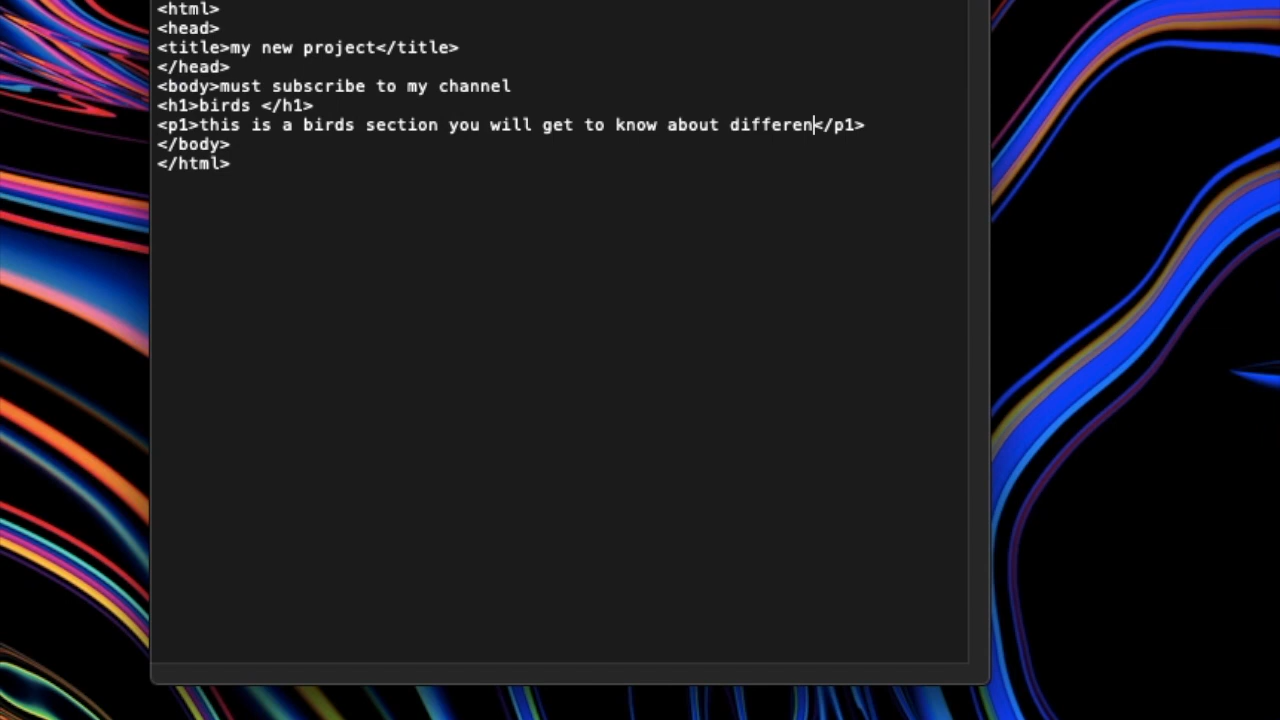 <html>
<head>
<title>my new project</title>
</head>
<body>must subscribe to my channel
<h1>birds </h1>
<p1>this is a birds section you will get to know about differen</p1>
</body>
</html>